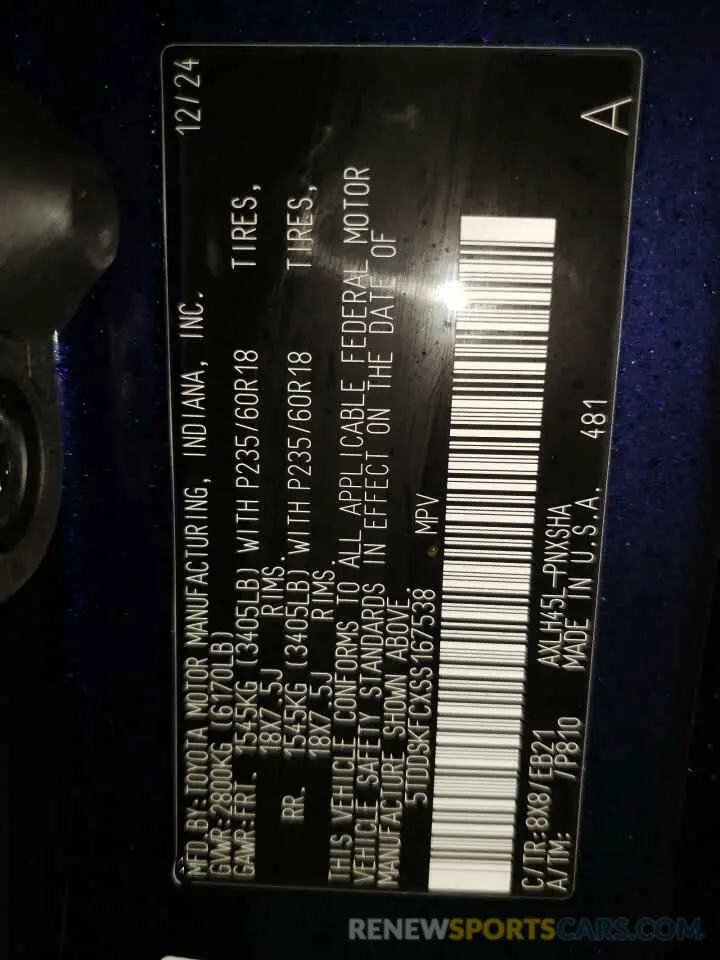 MFD.BY:TOYOTA MOTOR MANUFACTURING, INDIANA, INC. 12/24
GVWR:2800KG (6170LB)
GAWR:FRT. 1545KG (3405LB) WITH P235/60R18 TIRES,
18X7.5J RIMS.
RR. 1545KG (3405LB) WITH P235/60R18 TIRES,
18X7.5J RIMS.
THIS VEHICLE CONFORMS TO ALL APPLICABLE FEDERAL MOTOR
VEHICLE SAFETY STANDARDS IN EFFECT ON THE DATE OF
MANUFACTURE SHOWN ABOVE.
5TDDSKFCXSS167538 MPV
C/TR:8X8/EB21 AXLH45L-PNXSHA
A/TM: /P810 MADE IN U.S.A. 481
A
RENEWSPORTSCARS.COM